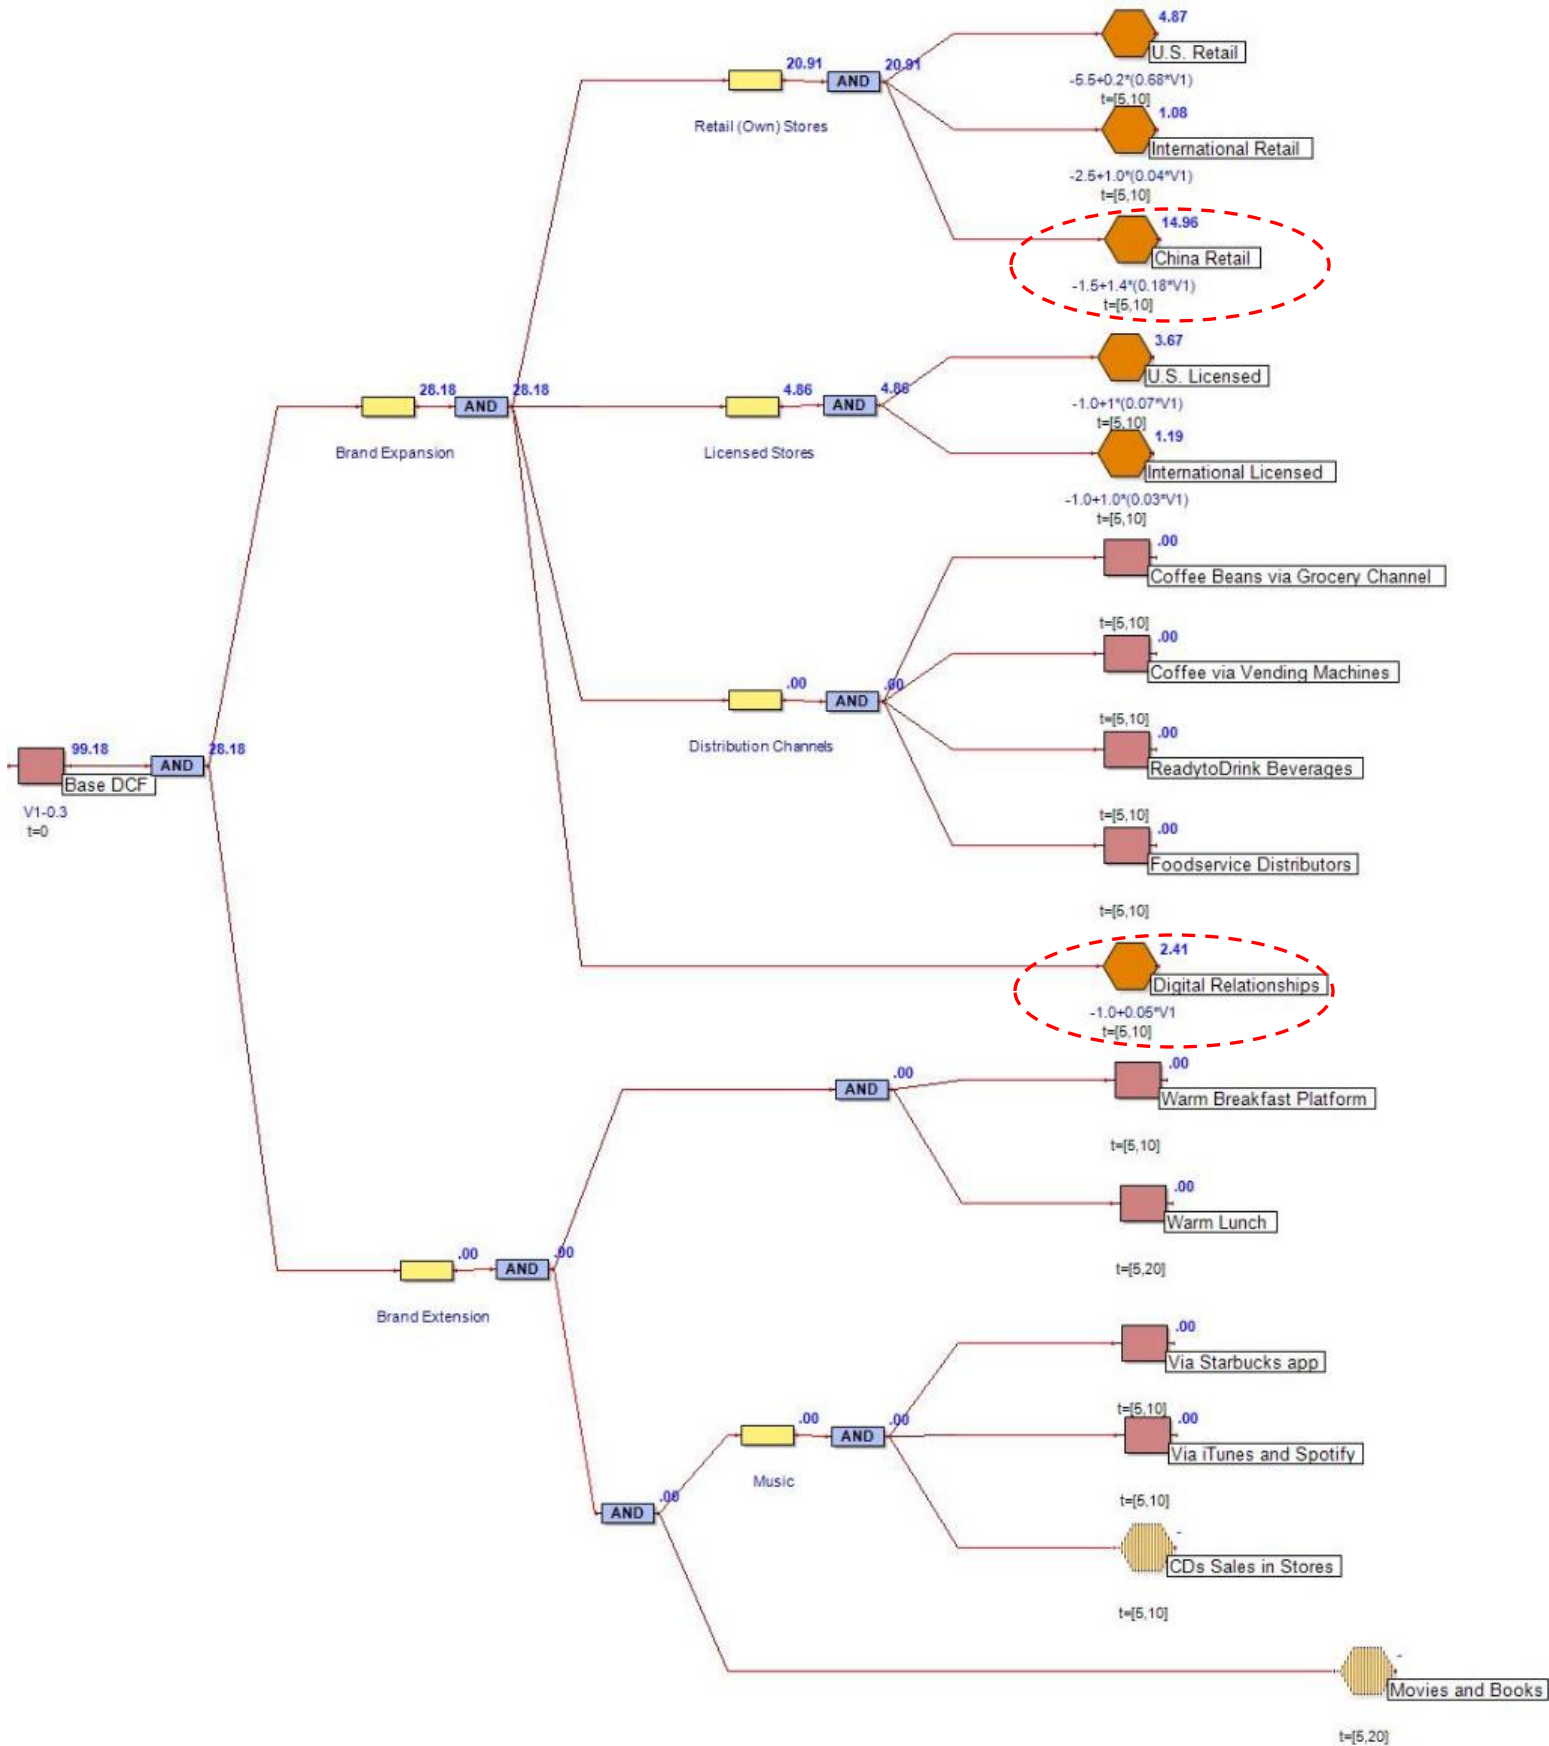 4.87
U.S. Retail
-5.5+0.2*(0.68*V1)
t=[5,10]
20.91
AND
20.91
Retail (Own) Stores
1.08
International Retail
-2.5+1.0*(0.04*V1)
t=[5,10]
14.96
China Retail
-1.5+1.4*(0.18*V1)
t=[5,10]
3.67
U.S. Licensed
-1.0+1*(0.07*V1)
t=[5,10]
28.18
AND
28.18
Brand Expansion
4.86
AND
4.86
Licensed Stores
1.19
International Licensed
-1.0+1.0*(0.03*V1)
t=[5,10]
.00
Coffee Beans via Grocery Channel
t=[5,10]
.00
Coffee via Vending Machines
t=[5,10]
.00
AND
.00
Distribution Channels
.00
ReadytoDrink Beverages
t=[5,10]
99.18
Base DCF
V1-0.3
t=0
AND
28.18
.00
Foodservice Distributors
t=[5,10]
2.41
Digital Relationships
-1.0+0.05*V1
t=[5,10]
AND
.00
.00
Warm Breakfast Platform
t=[5,10]
.00
Warm Lunch
t=[5,20]
.00
AND
.00
Brand Extension
.00
Via Starbucks app
t=[5,10]
.00
AND
.00
Music
.00
Via iTunes and Spotify
t=[5,10]
AND
.00
-
CDs Sales in Stores
t=[5,10]
-
Movies and Books
t=[5,20]